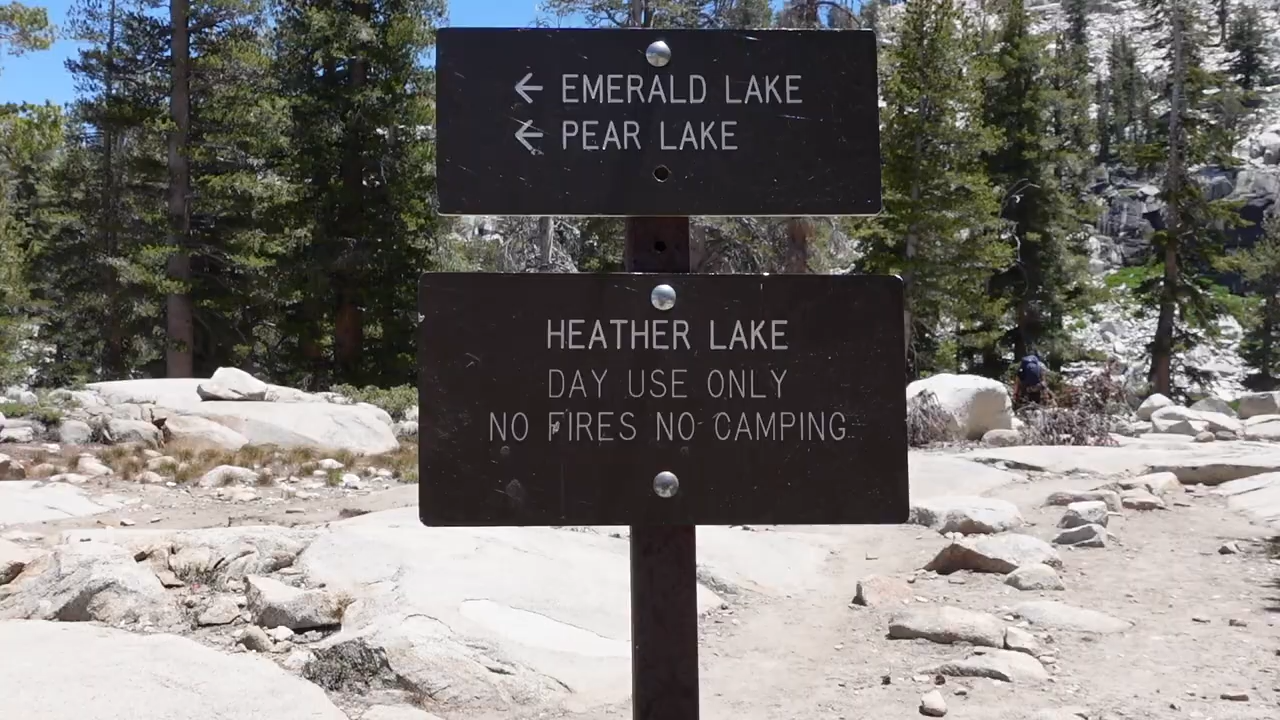 ← EMERALD LAKE
← PEAR LAKE
HEATHER LAKE
DAY USE ONLY
NO FIRES NO CAMPING